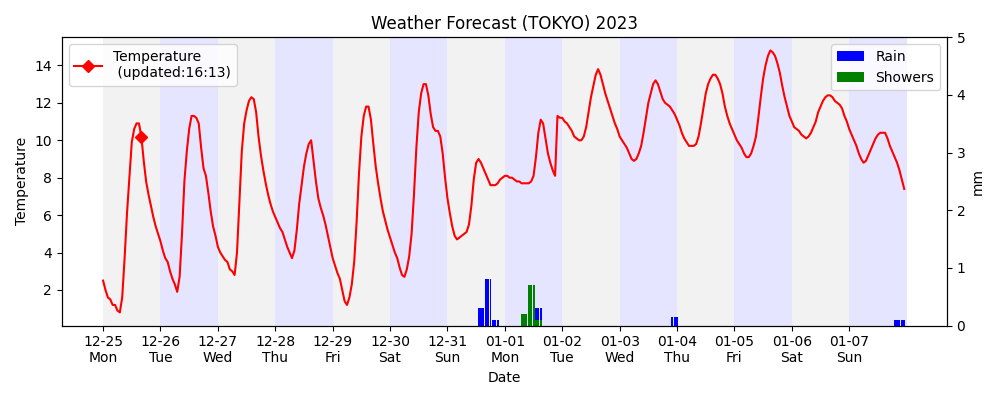 Weather Forecast (TOKYO) 2023
Temperature
(updated:16:13)
Rain
Showers
Temperature
14
12
10
8
6
4
2
5
4
3
2
1
0
mm
12-25 12-26 12-27 12-28 12-29 12-30 12-31 01-01 01-02 01-03 01-04 01-05 01-06 01-07
Mon Tue Wed Thu Fri Sat Sun Mon Tue Wed Thu Fri Sat Sun
Date